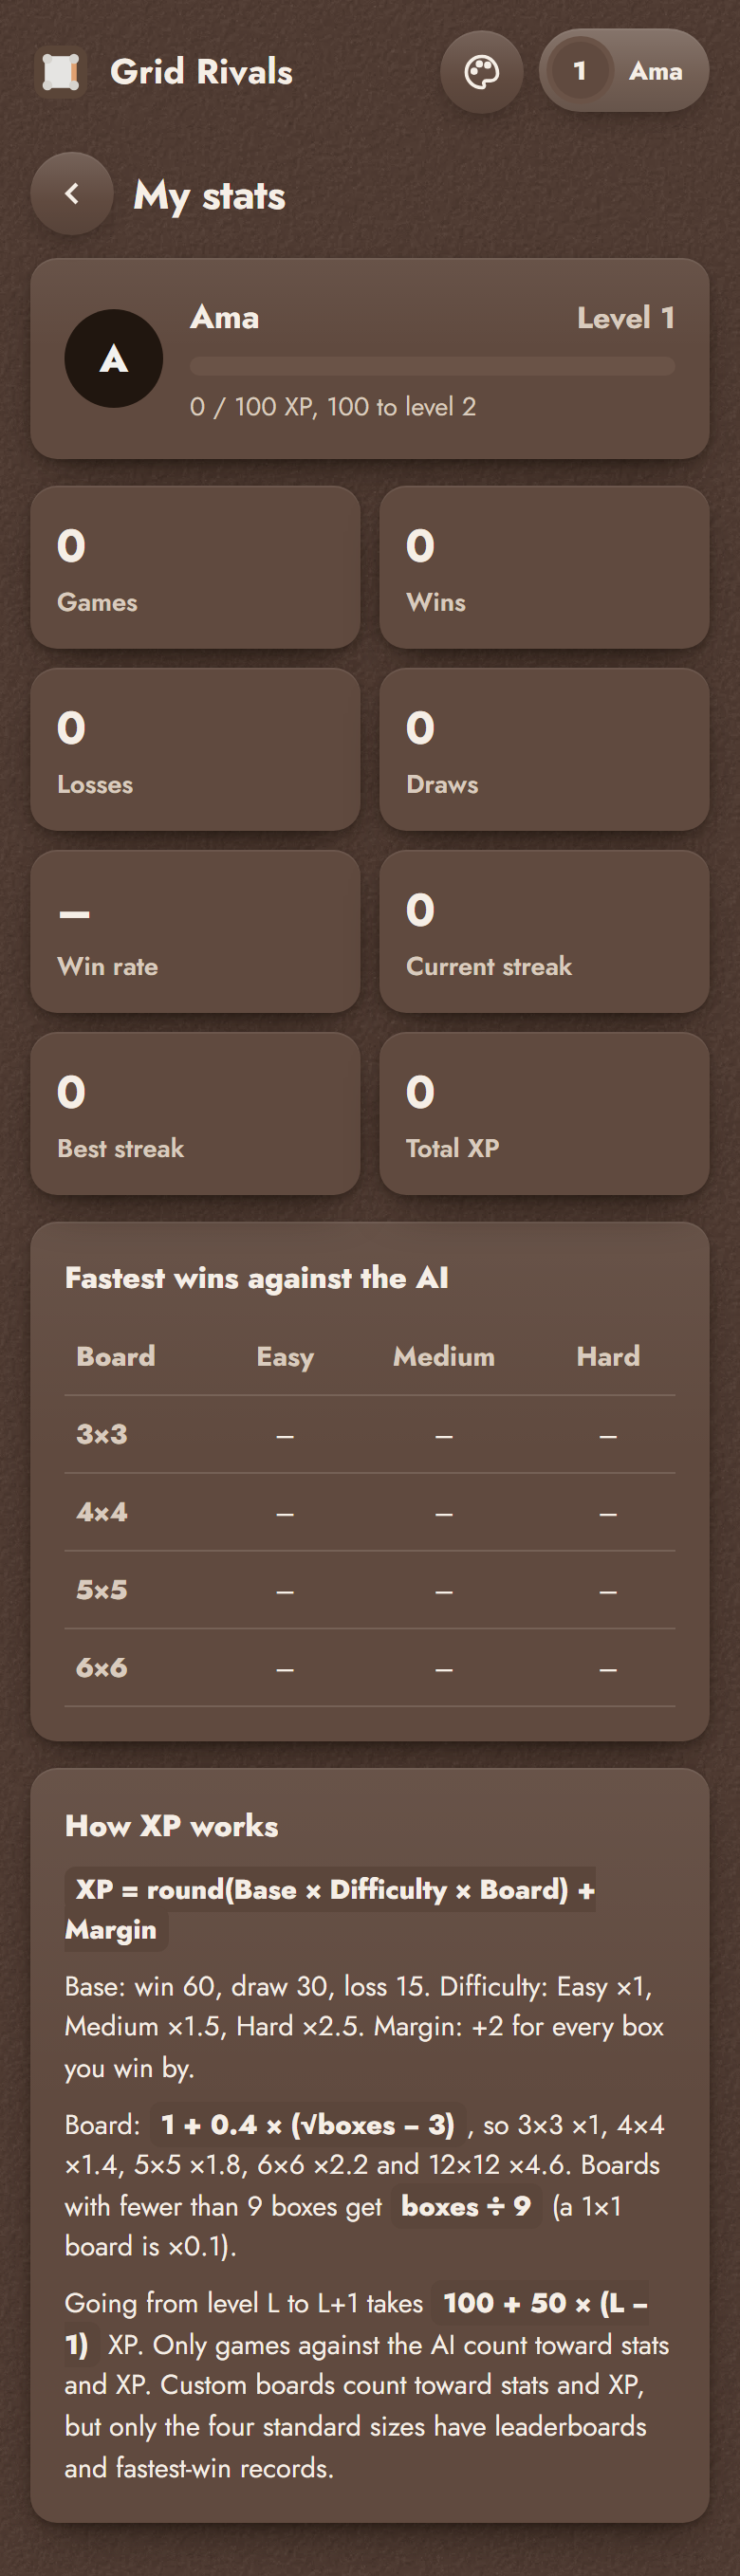 Grid Rivals
1 Ama
My stats
A
Ama Level 1
0 / 100 XP, 100 to level 2
0 0
Games Wins
0 0
Losses Draws
– 0
Win rate Current streak
0 0
Best streak Total XP
Fastest wins against the AI
Board Easy Medium Hard
3×3 – – –
4×4 – – –
5×5 – – –
6×6 – – –
How XP works
XP = round(Base × Difficulty × Board) +
Margin
Base: win 60, draw 30, loss 15. Difficulty: Easy ×1,
Medium ×1.5, Hard ×2.5. Margin: +2 for every box
you win by.
Board: 1 + 0.4 × (√boxes − 3) , so 3×3 ×1, 4×4
×1.4, 5×5 ×1.8, 6×6 ×2.2 and 12×12 ×4.6. Boards
with fewer than 9 boxes get boxes ÷ 9 (a 1×1
board is ×0.1).
Going from level L to L+1 takes 100 + 50 × (L −
1) XP. Only games against the AI count toward stats
and XP. Custom boards count toward stats and XP,
but only the four standard sizes have leaderboards
and fastest-win records.